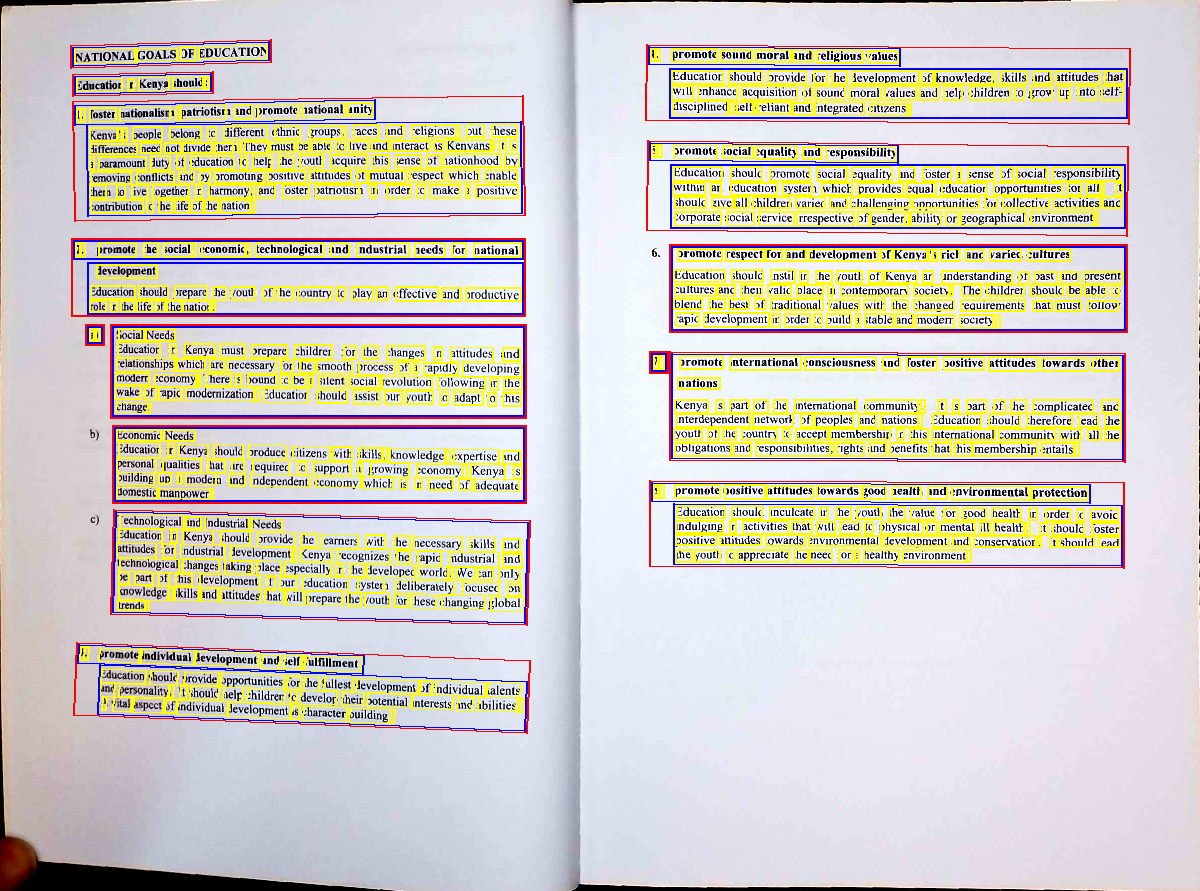 NATIONAL GOALS OF EDUCATION
Education in Kenya should:
1. foster nationalism patriotism and promote national unity
Kenya's people belong to different ethnic groups, races and religions, but these
differences need not divide them. They must be able to live and interact as Kenyans. It is
a paramount duty of education to help the youth acquire this sense of nationhood by
removing conflicts and by promoting positive attitudes of mutual respect which enable
them to live together in harmony, and foster patriotism in order to make a positive
contribution to the life of the nation
2. promote the social economic, technological and industrial needs for national
development
Education should prepare the youth of the country to play an effective and productive
role in the life of the nation.
a)
Social Needs
Education in Kenya must prepare children for the changes in attitudes and
relationships which are necessary for the smooth process of a rapidly developing
modern economy There is bound to be a silent social revolution following in the
wake of rapid modernization Education should assist our youth to adapt to this
change.
b) Economic Needs
Education in Kenya should produce citizens with skills, knowledge, expertise and
personal qualities that are required to support a growing economy Kenya is
building up a modern and independent economy which is in need of adequate
domestic manpower
c) Technological and Industrial Needs
Education in Kenya should provide the learners with the necessary skills and
attitudes for industrial development Kenya recognizes the rapid industrial and
technological changes taking place especially in the developed world. We can only
be part of this development if our education system deliberately focused on
knowledge skills and attitudes that will prepare the youth for these changing global
trends
3. promote individual development and self-fulfillment
Education should provide opportunities for the fullest development of individual talents
and personality. It should help children to develop their potential interests and abilities
A vital aspect of individual development is character building
4. promote sound moral and religious values
Education should provide for the development of knowledge, skills and attitudes that
will enhance acquisition of sound moral values and help children to grow up into self-
disciplined self-reliant and integrated citizens
5. promote social equality and responsibility
Education should promote social equality and foster a sense of social responsibility
within an education system which provides equal education opportunities for all. It
should give all children varied and challenging opportunities for collective activities and
corporate social service irrespective of gender, ability or geographical environment
6. promote respect for and development of Kenya's rich and varied cultures
Education should instil in the youth of Kenya an understanding of past and present
cultures and their valid place in contemporary society. The children should be able to
blend the best of traditional values with the changed requirements that must follow
rapid development in order to build a stable and modern society
7. promote international consciousness and foster positive attitudes towards other
nations
Kenya is part of the international community. It is part of the complicated and
interdependent network of peoples and nations. Education should therefore lead the
youth of the country to accept membership in this international community with all the
obligations and responsibilities, rights and benefits that this membership entails
8. promote positive attitudes towards good health and environmental protection
Education should inculcate in the youth the value for good health in order to avoid
indulging in activities that will lead to physical or mental ill health. It should foster
positive attitudes towards environmental development and conservation. It should lead
the youth to appreciate the need for a healthy environment